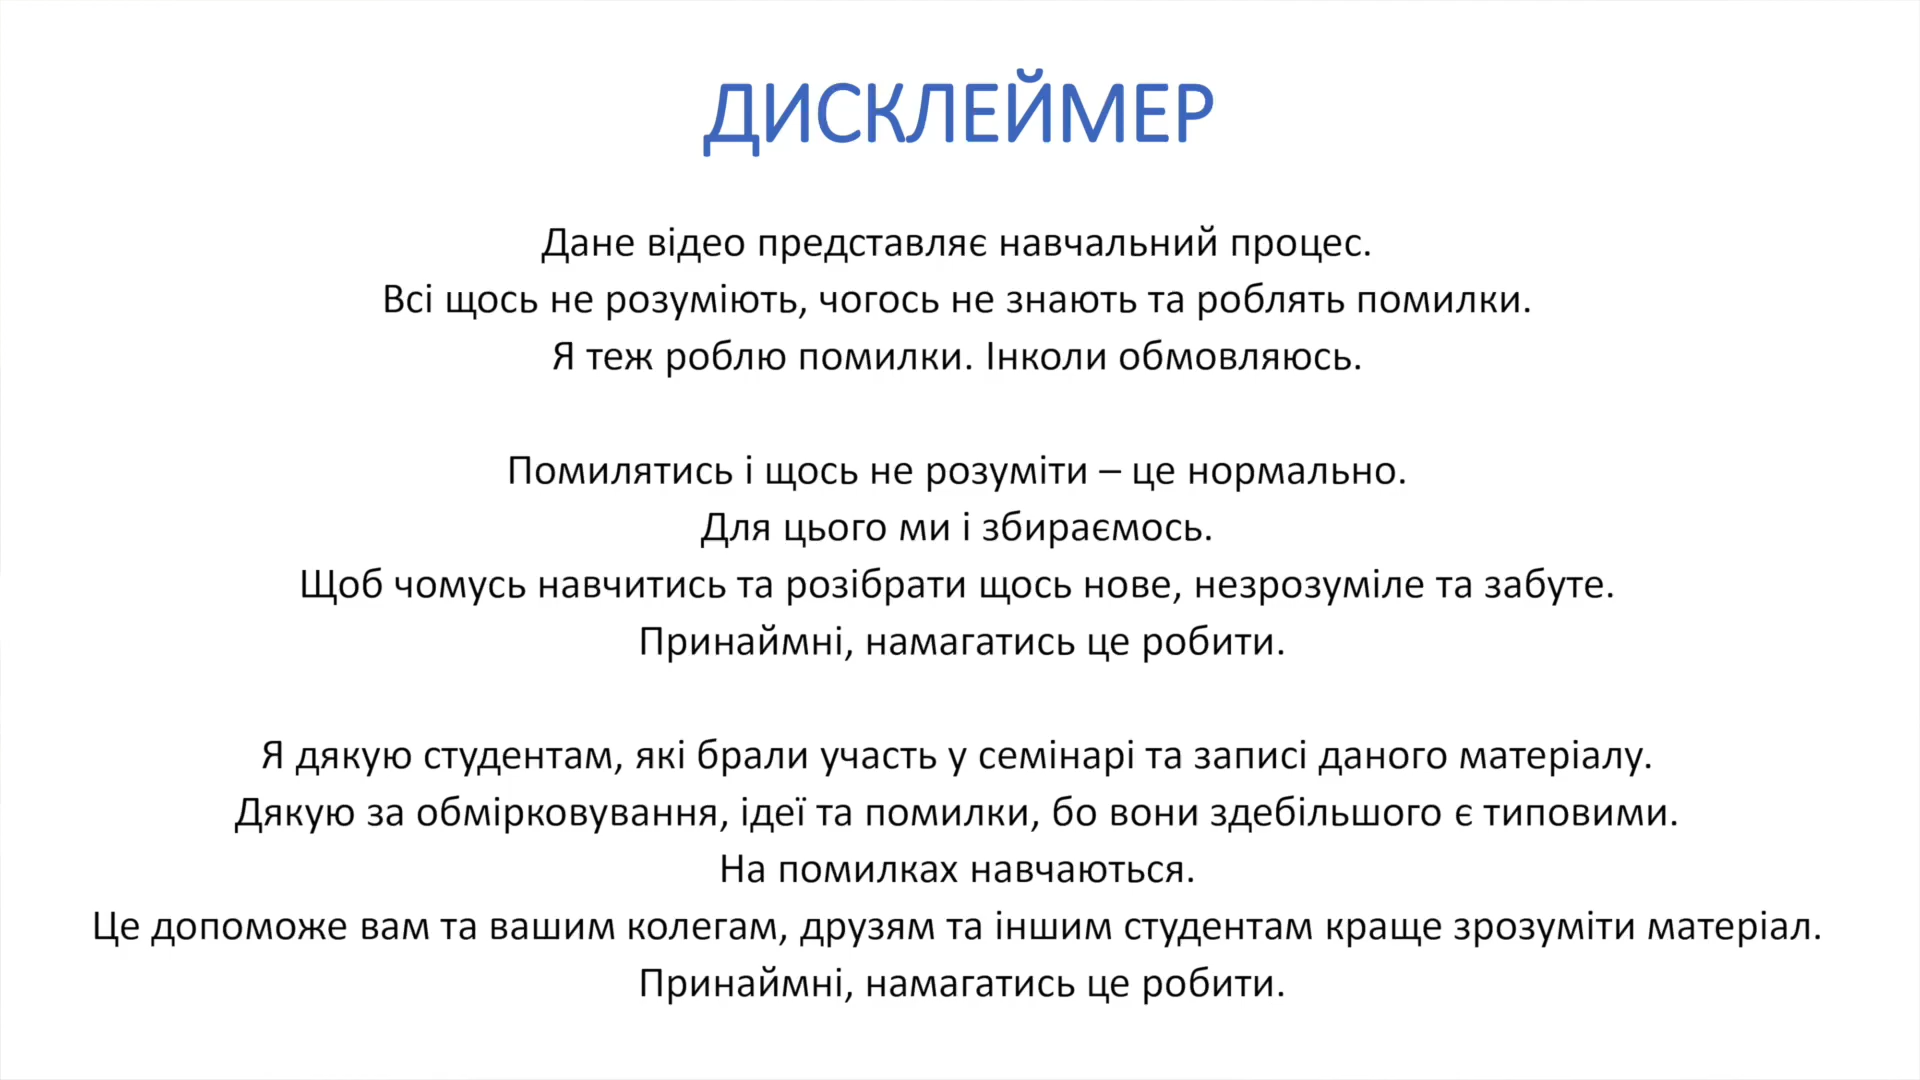 ДИСКЛЕЙМЕР
Дане відео представляє навчальний процес.
Всі щось не розуміють, чогось не знають та роблять помилки.
Я теж роблю помилки. Інколи обмовляюсь.
Помилятись і щось не розуміти – це нормально.
Для цього ми і збираємось.
Щоб чомусь навчитись та розібрати щось нове, незрозуміле та забуте.
Принаймні, намагатись це робити.
Я дякую студентам, які брали участь у семінарі та записі даного матеріалу.
Дякую за обмірковування, ідеї та помилки, бо вони здебільшого є типовими.
На помилках навчаються.
Це допоможе вам та вашим колегам, друзям та іншим студентам краще зрозуміти матеріал.
Принаймні, намагатись це робити.